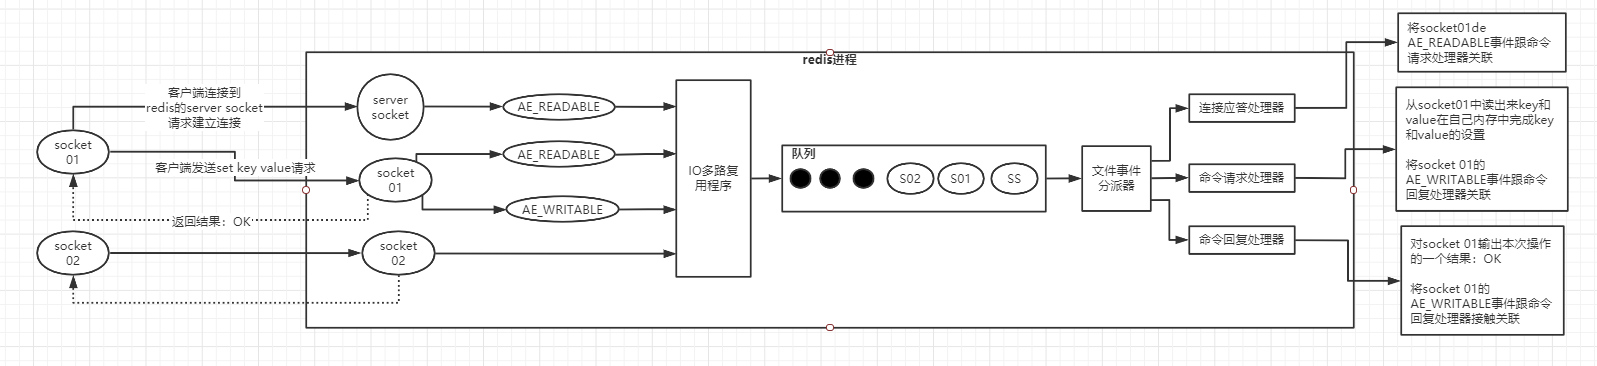 redis进程
客户端连接到
redis的server socket
请求建立连接
socket
01
客户端发送set key value请求
返回结果：OK
socket
02
server
socket
socket
01
socket
02
AE_READABLE
AE_READABLE
AE_WRITABLE
IO多路复
用程序
队列
S02
S01
SS
文件事件
分派器
连接应答处理器
命令请求处理器
命令回复处理器
将socket01de
AE_READABLE事件跟命令
请求处理器关联
从socket01中读出来key和
value在自己内存中完成key
和value的设置
将socket 01的
AE_WRITABLE事件跟命令
回复处理器关联
对socket 01输出本次操作
的一个结果：OK
将socket 01的
AE_WRITABLE事件跟命令
回复处理器接触关联